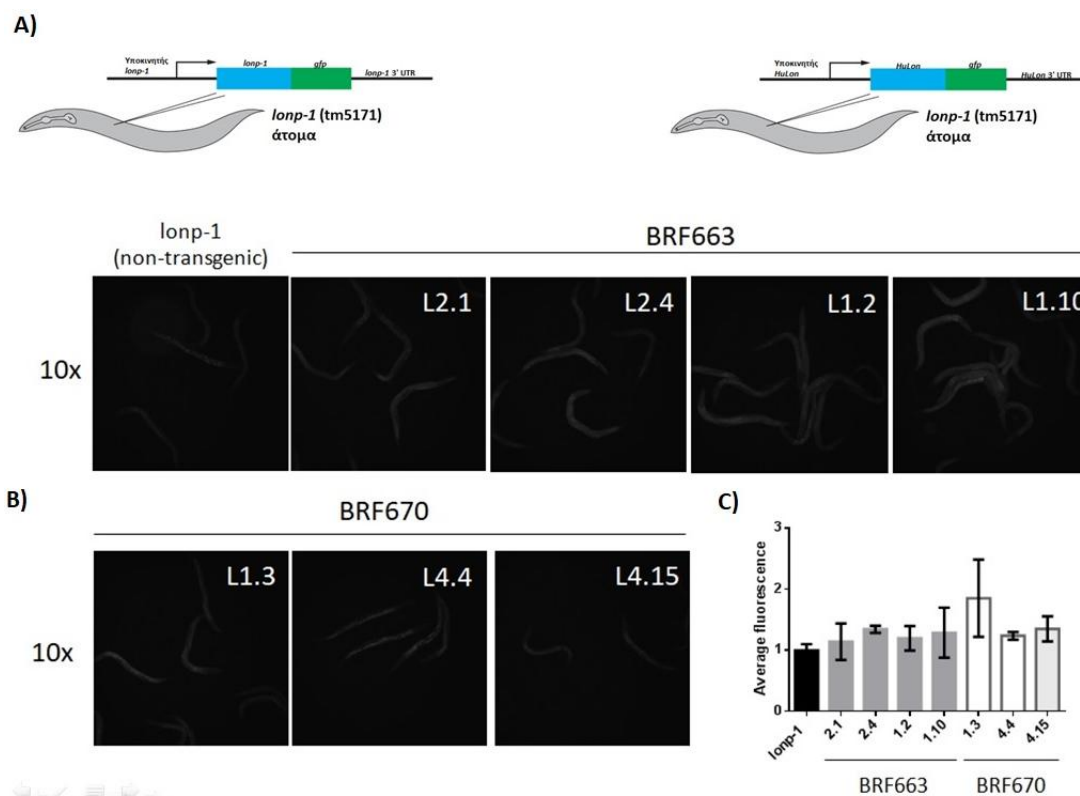 A)
Υποκινητής
lonp-1
lonp-1
gfp
lonp-1 3' UTR
lonp-1 (tm5171)
άτομα
Υποκινητής
HuLon
HuLon
gfp
HuLon 3' UTR
lonp-1 (tm5171)
άτομα
lonp-1
(non-transgenic)
BRF663
10x
L2.1
L2.4
L1.2
L1.10
B)
BRF670
10x
L1.3
L4.4
L4.15
C)
Average fluorescence
3
2
1
0
lonp-1
2.1
2.4
1.2
1.10
1.3
4.4
4.15
BRF663
BRF670